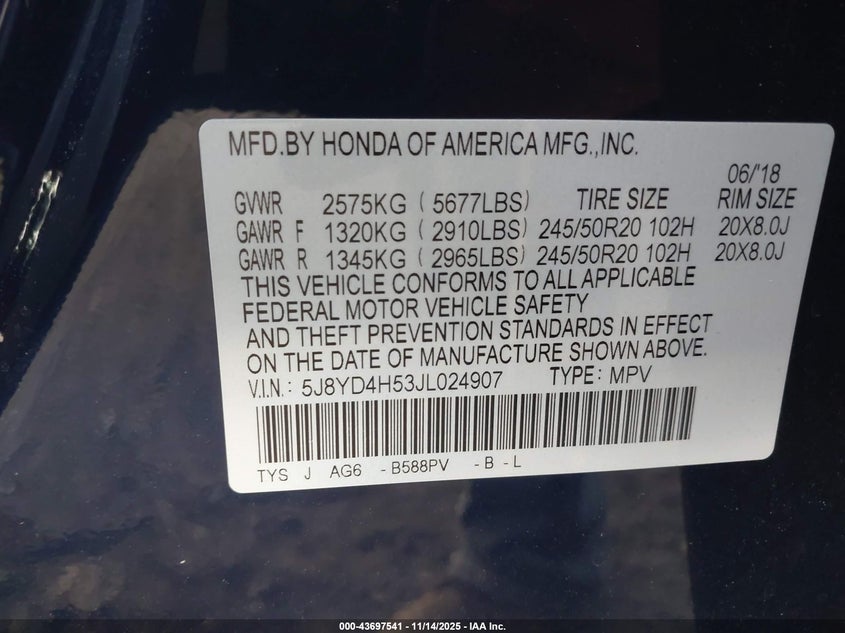 MFD.BY HONDA OF AMERICA MFG.,INC.
06/'18
GVWR 2575KG ( 5677LBS) TIRE SIZE RIM SIZE
GAWR F 1320KG ( 2910LBS) 245/50R20 102H 20X8.0J
GAWR R 1345KG ( 2965LBS) 245/50R20 102H 20X8.0J
THIS VEHICLE CONFORMS TO ALL APPLICABLE
FEDERAL MOTOR VEHICLE SAFETY
AND THEFT PREVENTION STANDARDS IN EFFECT
ON THE DATE OF MANUFACTURE SHOWN ABOVE.
V.I.N.: 5J8YD4H53JL024907 TYPE: MPV
TYS J AG6 - B588PV - B - L
000-43697541 | 11/14/2025 — IAA Inc.